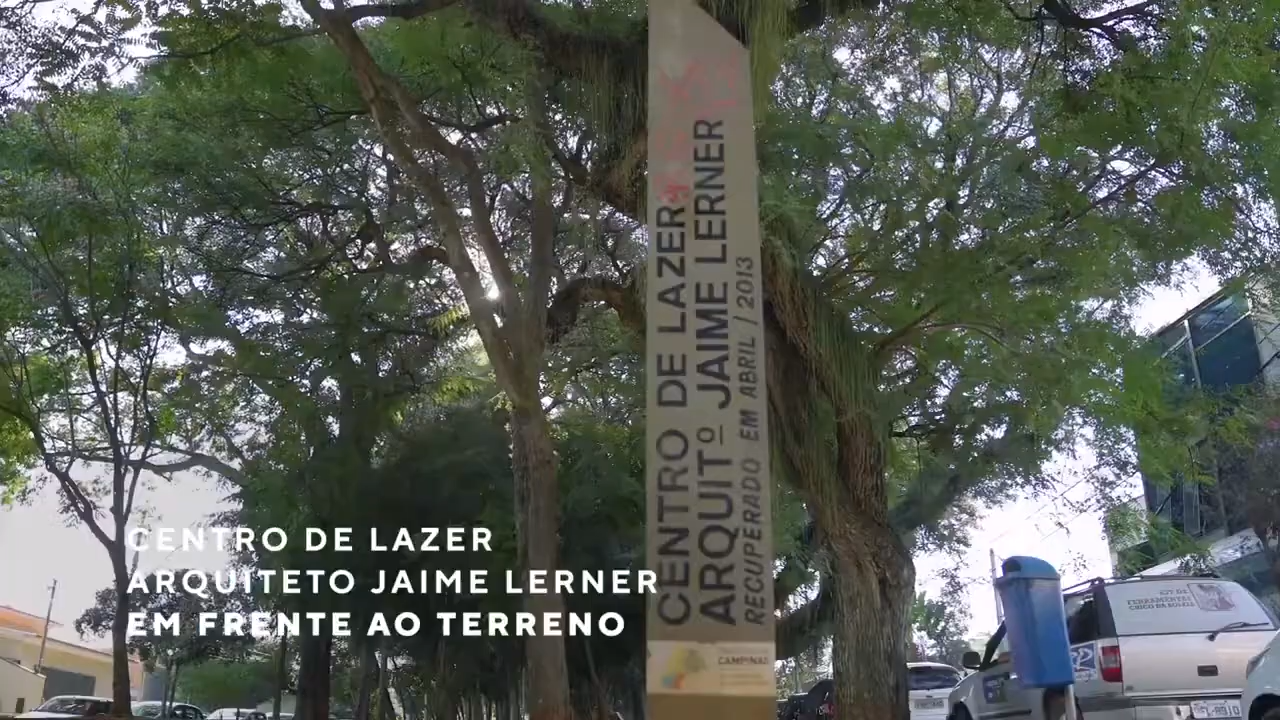 CENTRO DE LAZER
ARQUITº JAIME LERNER
RECUPERADO EM ABRIL / 2013
CAMPINAS
CENTRO DE LAZER
ARQUITETO JAIME LERNER
EM FRENTE AO TERRENO